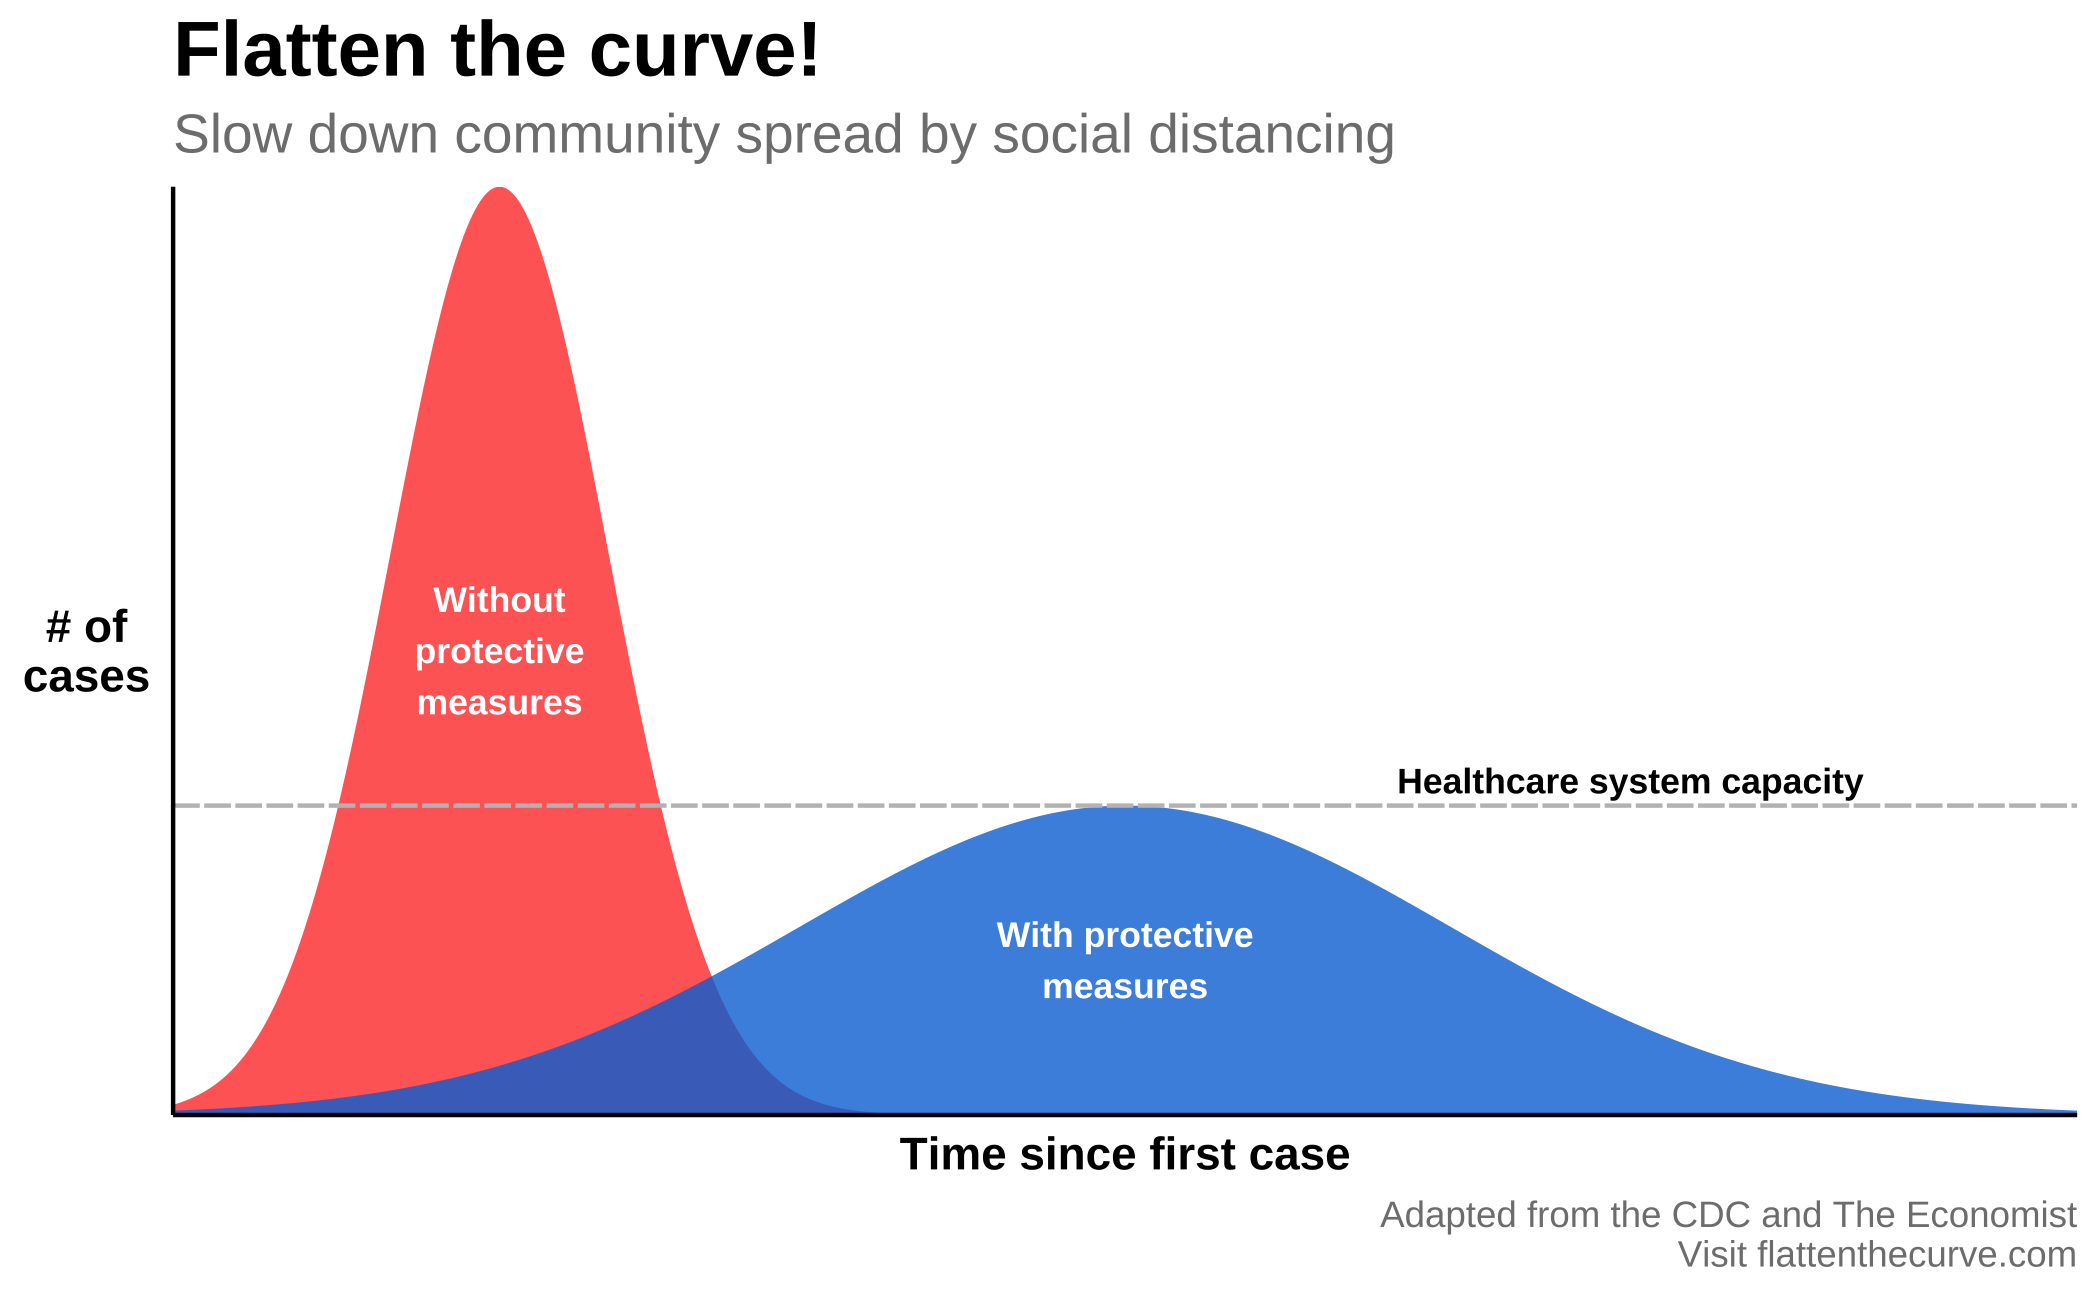 Flatten the curve!
Slow down community spread by social distancing
Without
protective
measures
# of
cases
Healthcare system capacity
With protective
measures
Time since first case
Adapted from the CDC and The Economist
Visit flattenthecurve.com